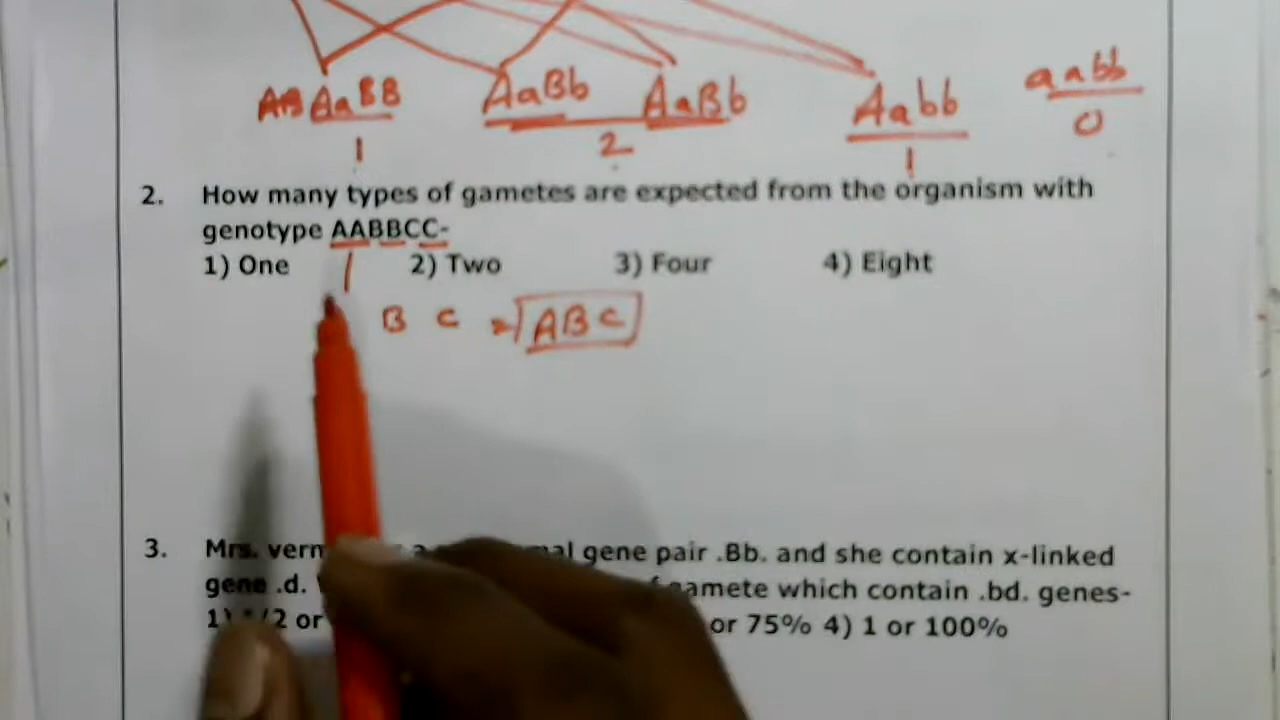 AB AaBB AaBb AaBb Aabb aabb
1 2 1 0
2. How many types of gametes are expected from the organism with
genotype AABBCC-
1) One 2) Two 3) Four 4) Eight
B C = ABC
3. Mrs. gene pair .Bb. and she contain x-linked
gene .d. gamete which contain .bd. genes-
or or 75% 4) 1 or 100%